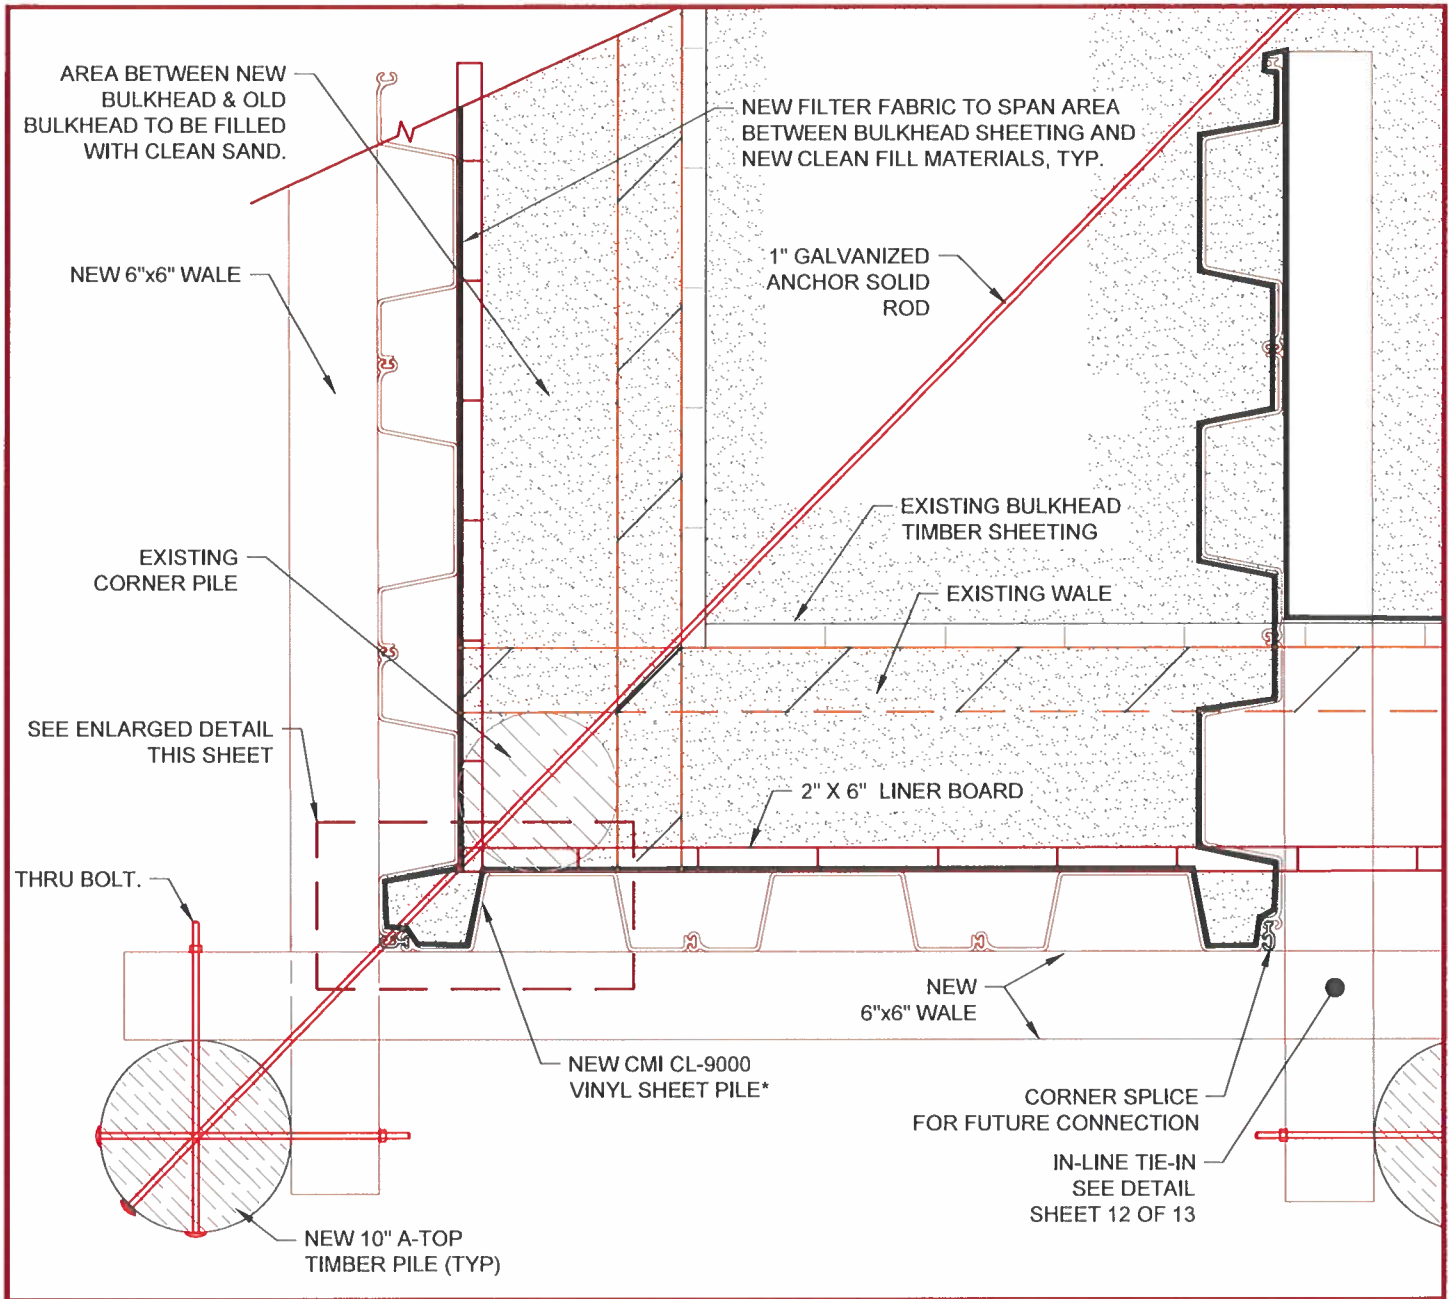 AREA BETWEEN NEW
BULKHEAD & OLD
BULKHEAD TO BE FILLED
WITH CLEAN SAND.
NEW FILTER FABRIC TO SPAN AREA
BETWEEN BULKHEAD SHEETING AND
NEW CLEAN FILL MATERIALS, TYP.
NEW 6"x6" WALE
1" GALVANIZED
ANCHOR SOLID
ROD
EXISTING BULKHEAD
TIMBER SHEETING
EXISTING
CORNER PILE
EXISTING WALE
SEE ENLARGED DETAIL
THIS SHEET
2" X 6" LINER BOARD
THRU BOLT.
NEW
6"x6" WALE
NEW CMI CL-9000
VINYL SHEET PILE*
CORNER SPLICE
FOR FUTURE CONNECTION
IN-LINE TIE-IN
SEE DETAIL
SHEET 12 OF 13
NEW 10" A-TOP
TIMBER PILE (TYP)